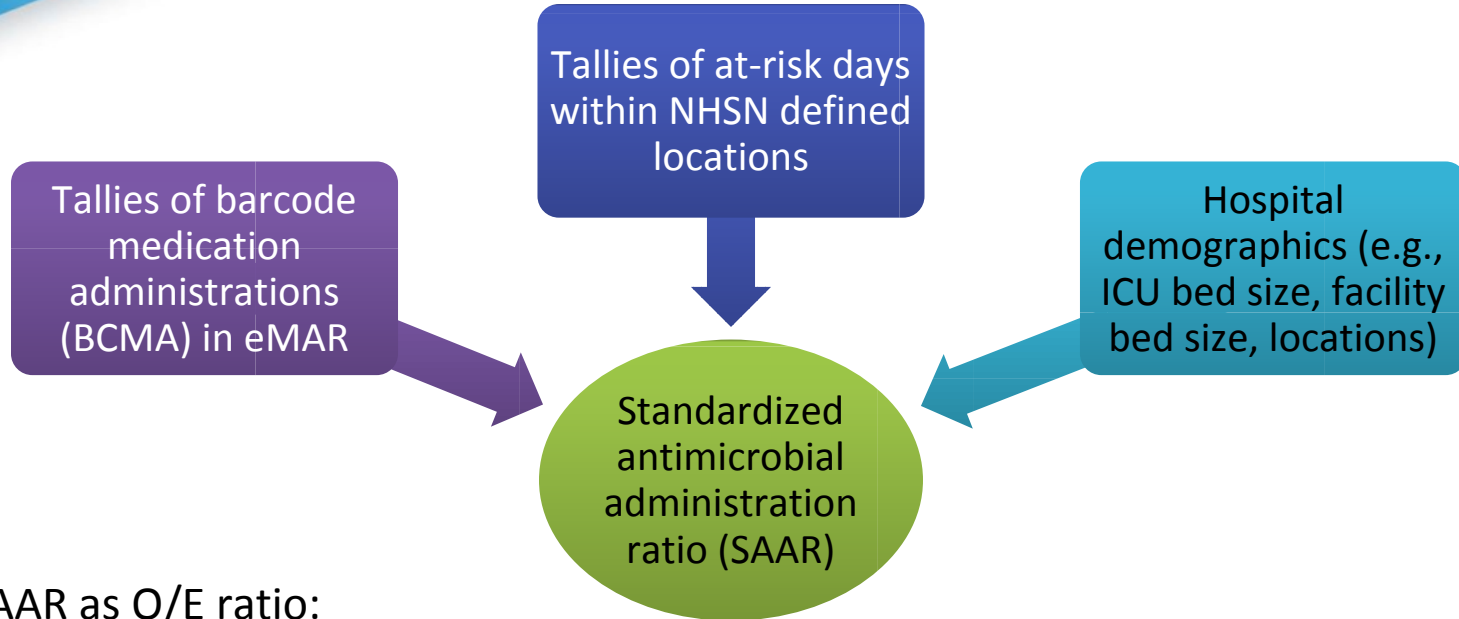 Tallies of at-risk days
within NHSN defined
locations
Tallies of barcode
medication
administrations
(BCMA) in eMAR
Hospital
demographics (e.g.,
ICU bed size, facility
bed size, locations)
Standardized
antimicrobial
administration
ratio (SAAR)
AAR as O/E ratio: